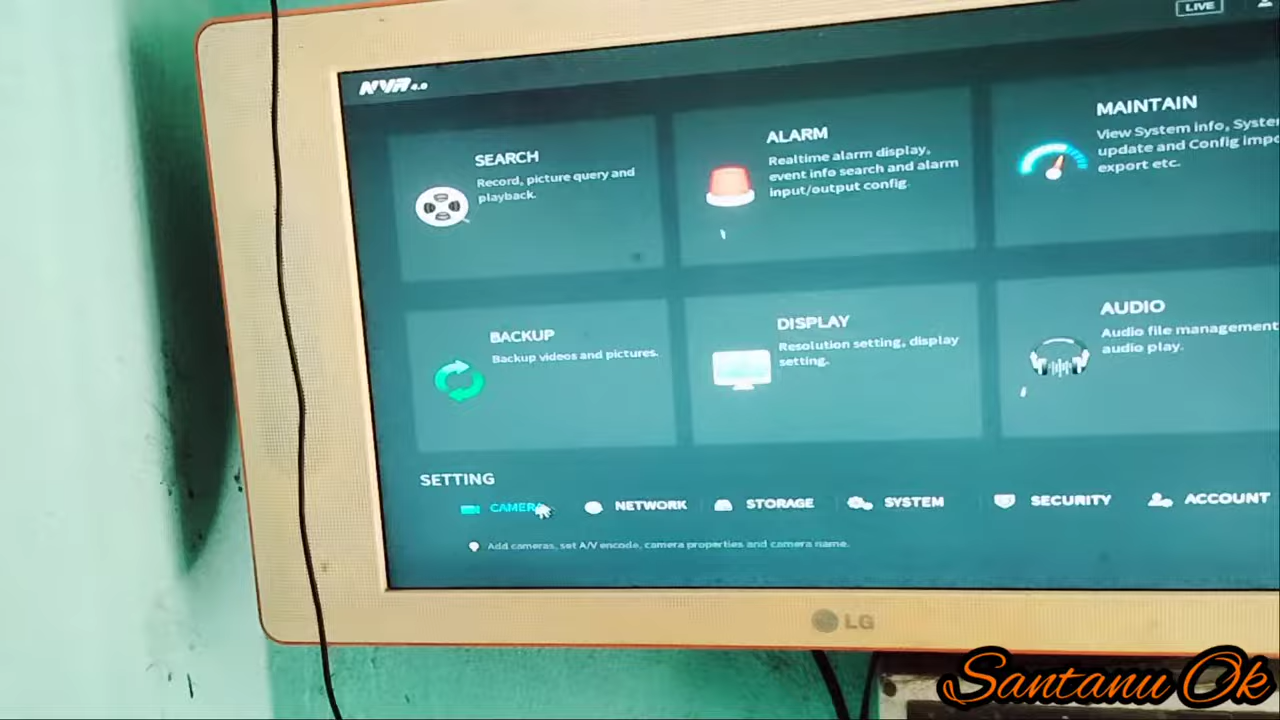 LIVE
NVR 4.0
SEARCH
Record, picture query and
playback.
ALARM
Realtime alarm display,
event info search and alarm
input/output config.
MAINTAIN
View System info, System
update and Config impo
export etc.
BACKUP
Backup videos and pictures.
DISPLAY
Resolution setting, display
setting.
AUDIO
Audio file management
audio play.
SETTING
CAMERA NETWORK STORAGE SYSTEM SECURITY ACCOUNT
Add cameras, set A/V encode, camera properties and camera name.
LG
Santanu Ok